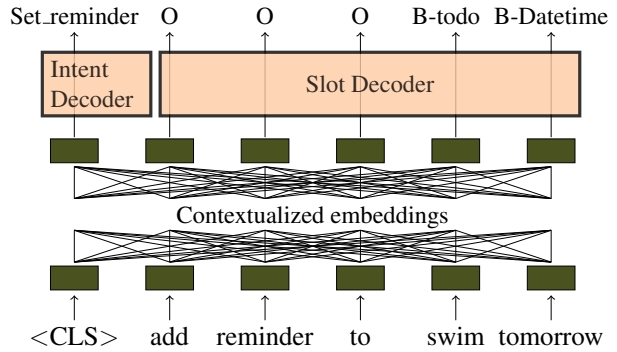 Set_reminder O O O B-todo B-Datetime
Intent
Decoder
Slot Decoder
Contextualized embeddings
<CLS> add reminder to swim tomorrow